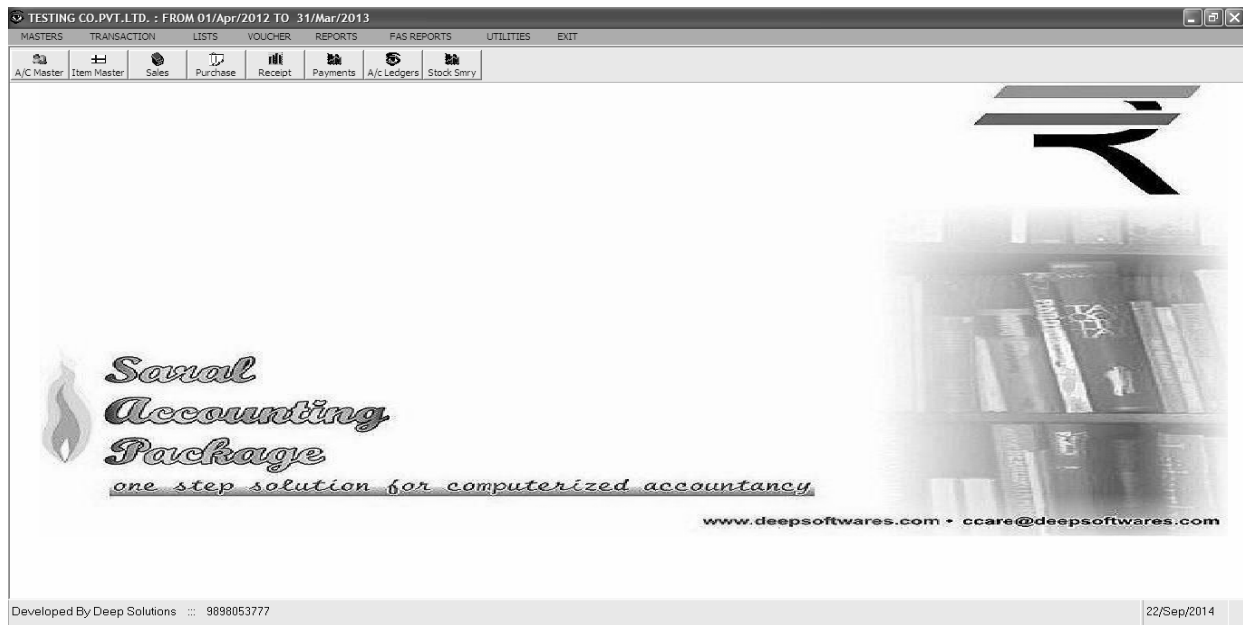 TESTING CO.PVT.LTD. : FROM 01/Apr/2012 TO 31/Mar/2013
MASTERS TRANSACTION LISTS VOUCHER REPORTS FAS REPORTS UTILITIES EXIT
A/C Master Item Master Sales Purchase Receipt Payments A/c Ledgers Stock Smry
Saral
Accounting
Package
one step solution for computerized accountancy
www.deepsoftwares.com • ccare@deepsoftwares.com
Developed By Deep Solutions ::: 9898053777 22/Sep/2014